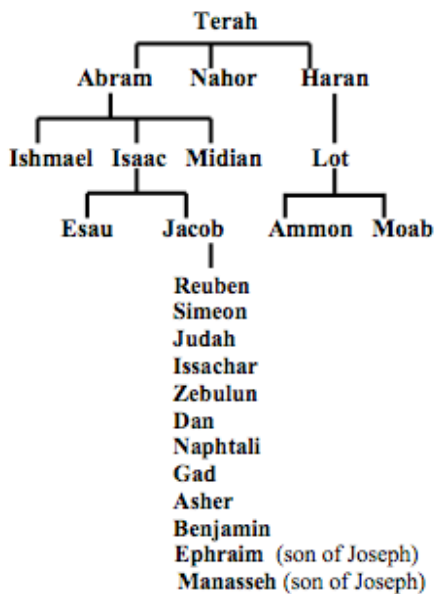 Terah
Abram Nahor Haran
Ishmael Isaac Midian Lot
Esau Jacob Ammon Moab
Reuben
Simeon
Judah
Issachar
Zebulun
Dan
Naphtali
Gad
Asher
Benjamin
Ephraim (son of Joseph)
Manasseh (son of Joseph)